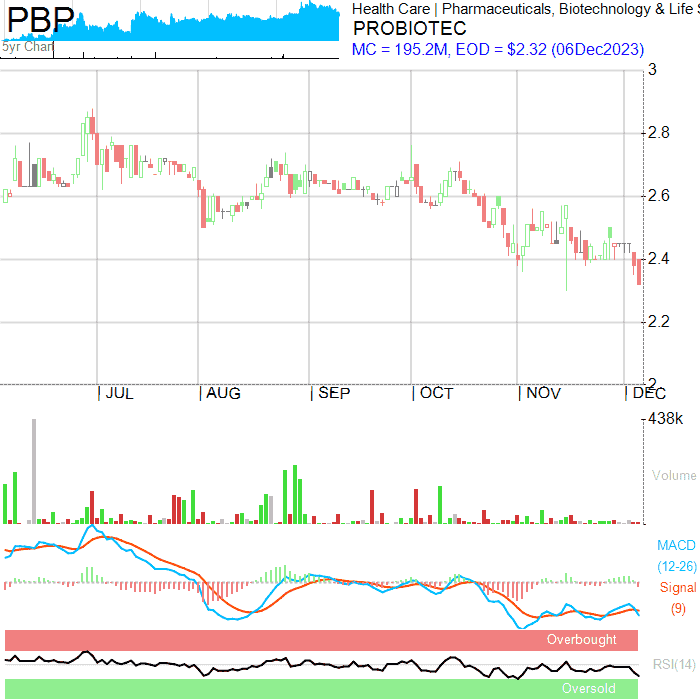 PBP
5yr Chart
Health Care | Pharmaceuticals, Biotechnology & Life S
PROBIOTEC
MC = 195.2M, EOD = $2.32 (06Dec2023)
3
2.8
2.6
2.4
2.2
2
| JUL | AUG | SEP | OCT | NOV | DEC
438k
Volume
MACD
(12-26)
Signal
(9)
Overbought
RSI(14)
Oversold